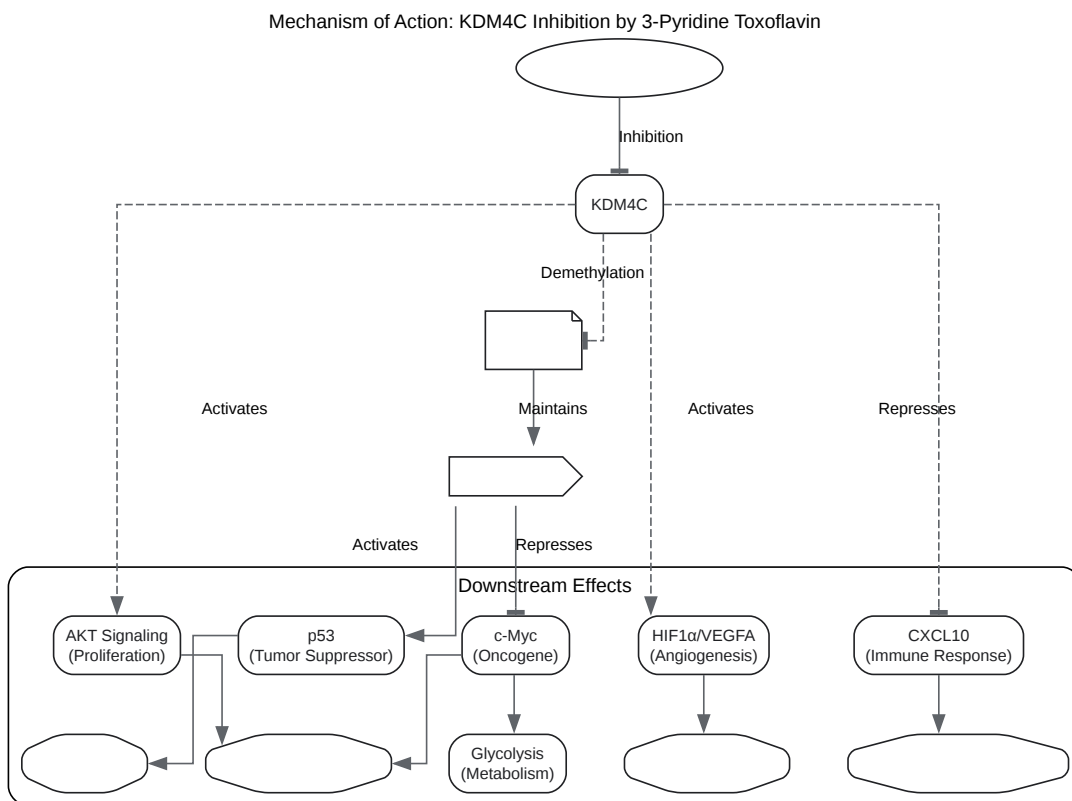 Mechanism of Action: KDM4C Inhibition by 3-Pyridine Toxoflavin
Inhibition
KDM4C
Demethylation
Activates
Maintains
Activates
Represses
Activates
Represses
Downstream Effects
AKT Signaling
(Proliferation)
p53
(Tumor Suppressor)
c-Myc
(Oncogene)
HIF1α/VEGFA
(Angiogenesis)
CXCL10
(Immune Response)
Glycolysis
(Metabolism)